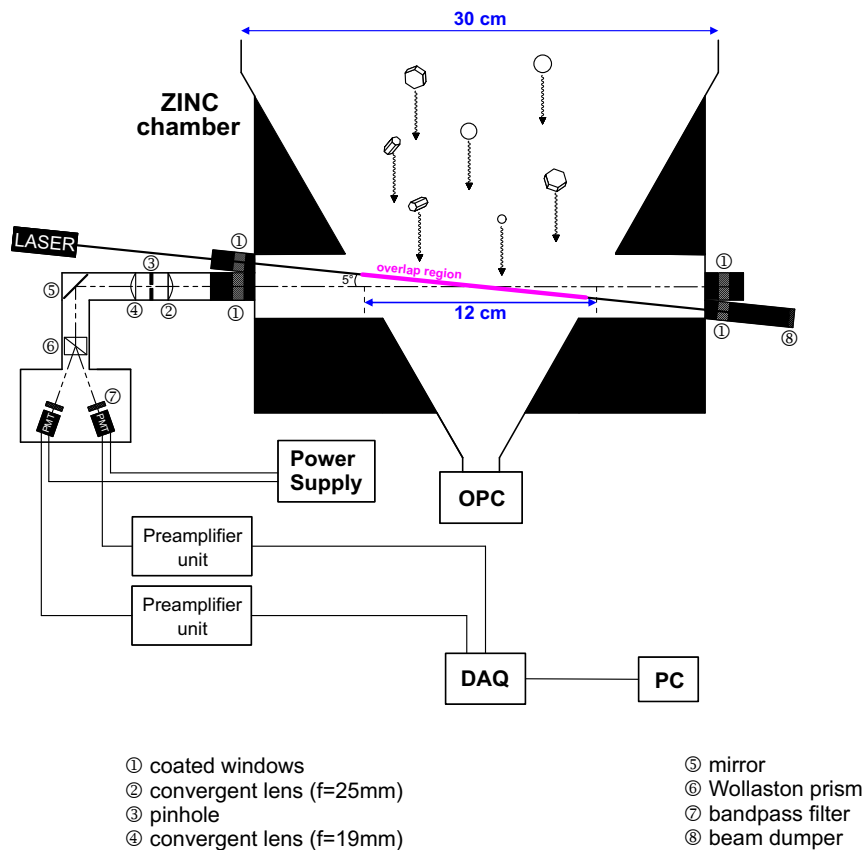 30 cm
ZINC
chamber
LASER
①
③
overlap region
①
5°
⑤
④
②
①
12 cm
①
⑧
⑥
⑦
PMT
PMT
Power
Supply
OPC
Preamplifier
unit
Preamplifier
unit
DAQ
PC
① coated windows
② convergent lens (f=25mm)
③ pinhole
④ convergent lens (f=19mm)
⑤ mirror
⑥ Wollaston prism
⑦ bandpass filter
⑧ beam dumper